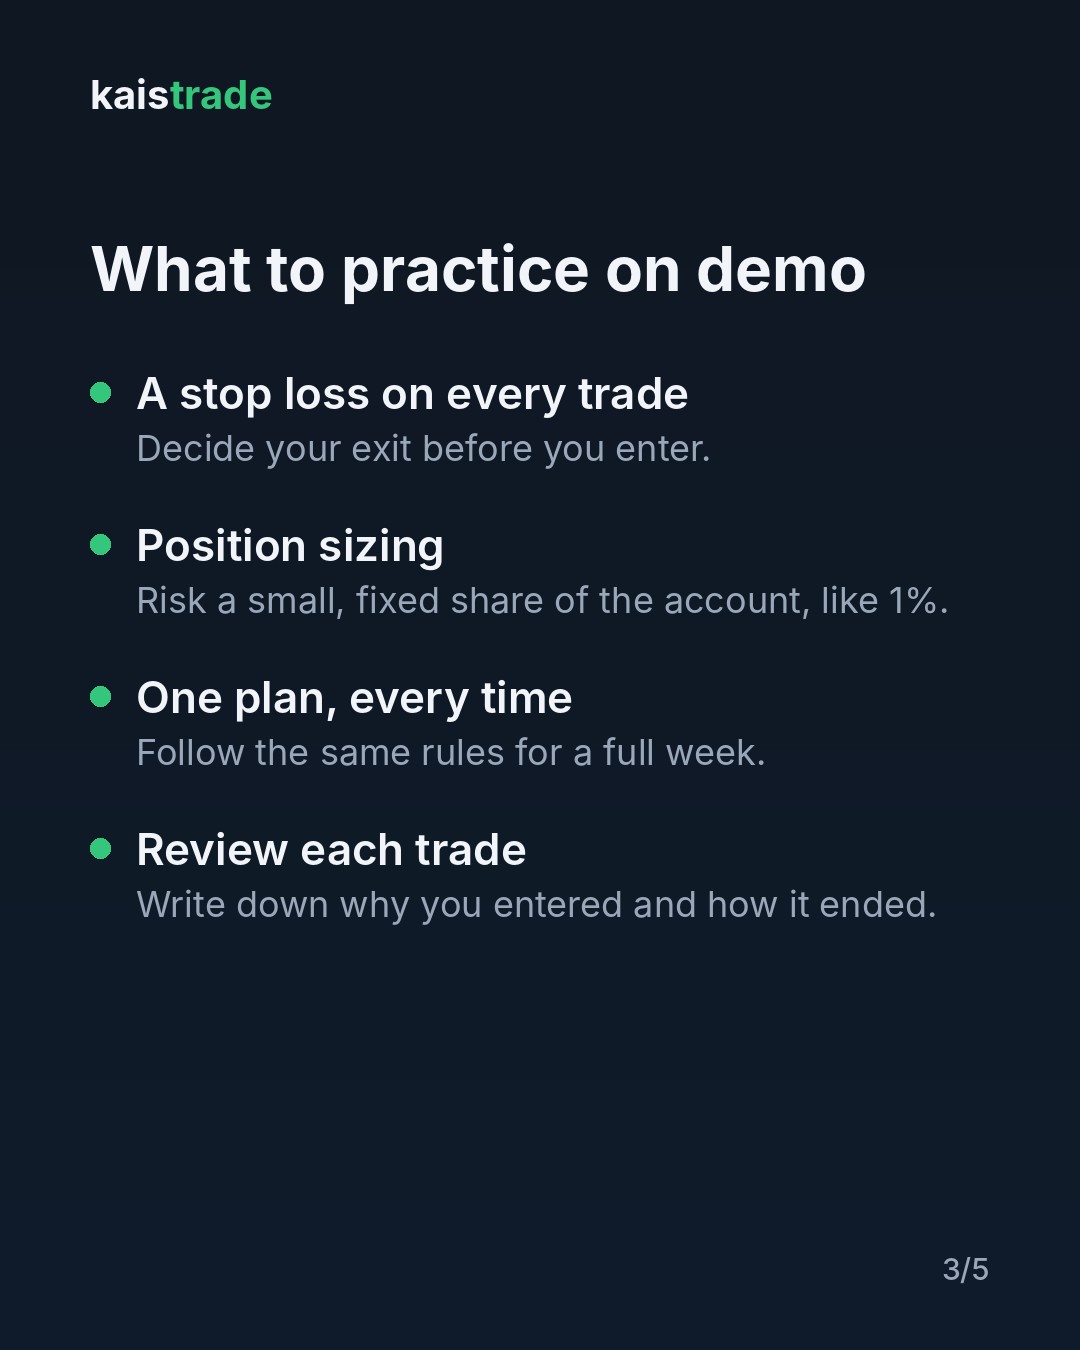 kaistrade
What to practice on demo
A stop loss on every trade
Decide your exit before you enter.
Position sizing
Risk a small, fixed share of the account, like 1%.
One plan, every time
Follow the same rules for a full week.
Review each trade
Write down why you entered and how it ended.
3/5